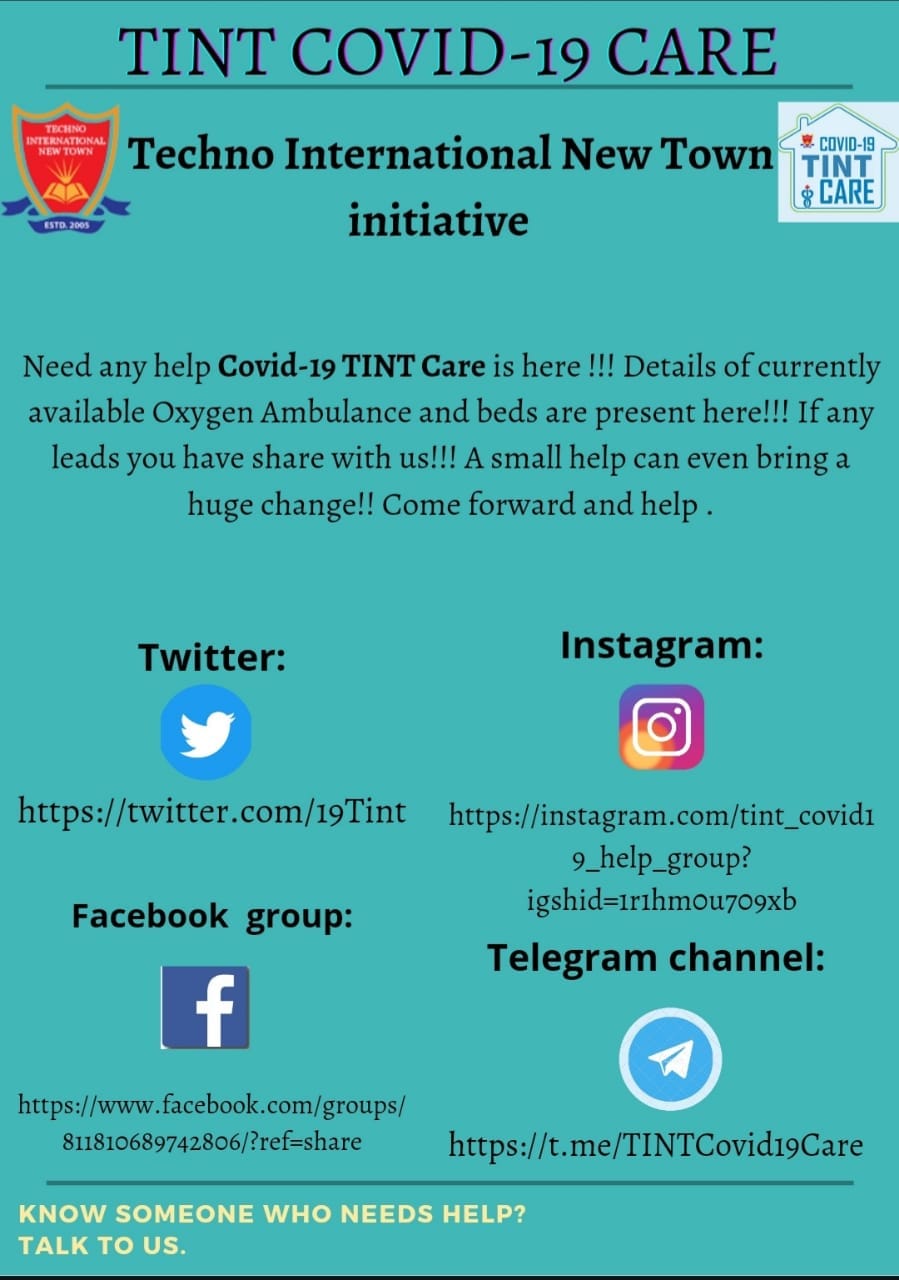 TINT COVID-19 CARE
TECHNO
INTERNATIONAL
NEW TOWN
ESTD. 2005
Techno International New Town
initiative
COVID-19
TINT
CARE
Need any help Covid-19 TINT Care is here !!! Details of currently
available Oxygen Ambulance and beds are present here!!! If any
leads you have share with us!!! A small help can even bring a
huge change!! Come forward and help .
Twitter:
https://twitter.com/19Tint
Instagram:
https://instagram.com/tint_covid1
9_help_group?
igshid=1r1hm0u709xb
Facebook group:
https://www.facebook.com/groups/
811810689742806/?ref=share
Telegram channel:
https://t.me/TINTCovid19Care
KNOW SOMEONE WHO NEEDS HELP?
TALK TO US.